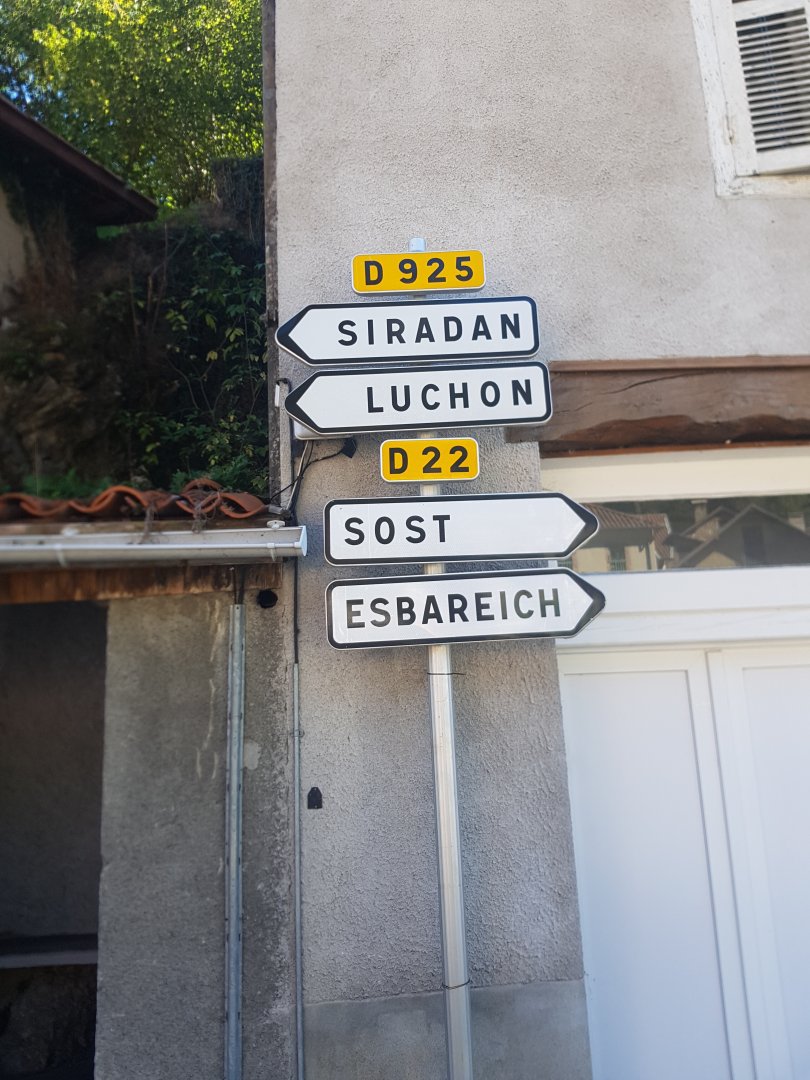 D 925
SIRADAN
LUCHON
D 22
SOST
ESBAREICH